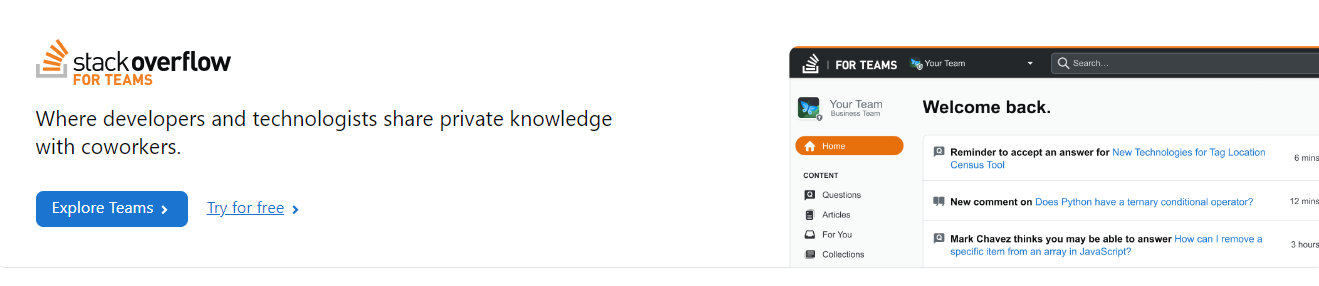 stackoverflow
FOR TEAMS
Where developers and technologists share private knowledge
with coworkers.
Explore Teams
Try for free
FOR TEAMS
Your Team
Search...
Your Team
Business Team
Home
CONTENT
Questions
Articles
For You
Collections
Welcome back.
Reminder to accept an answer for New Technologies for Tag Location
Census Tool
6 mins
New comment on Does Python have a ternary conditional operator?
12 mins
Mark Chavez thinks you may be able to answer How can I remove a
specific item from an array in JavaScript?
3 hours